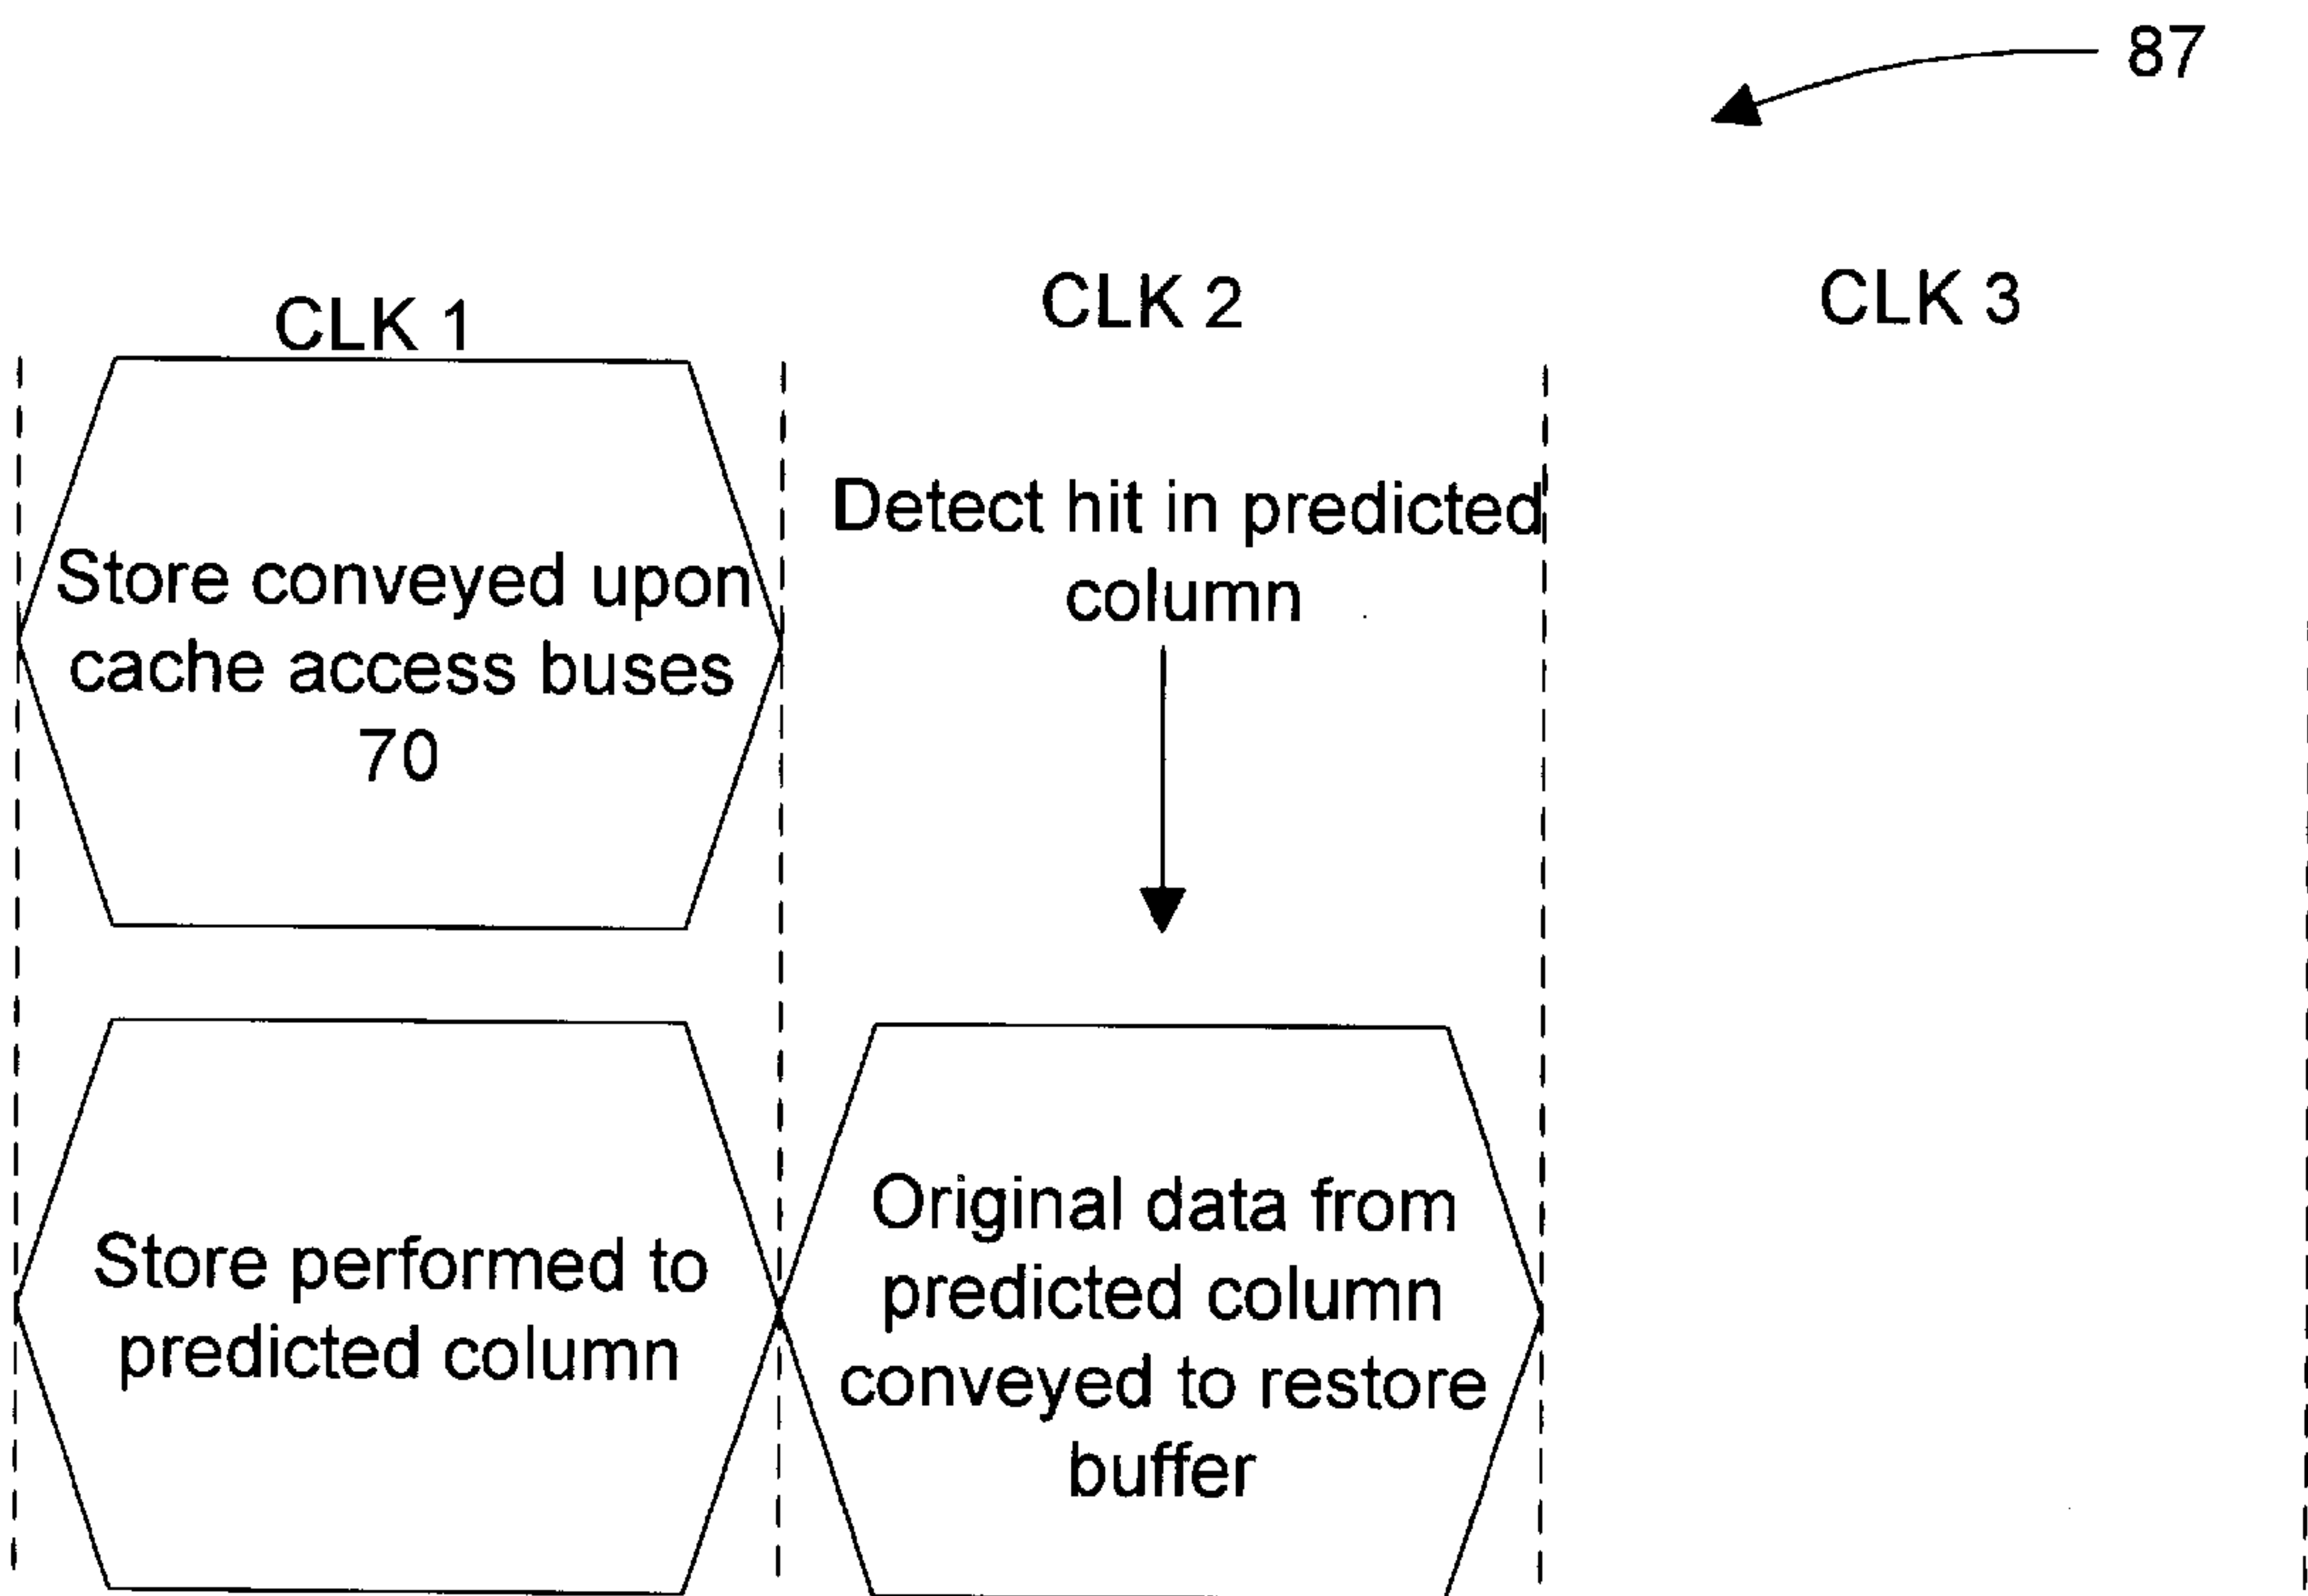 87
CLK 1
CLK 2
CLK 3
Store conveyed upon
cache access buses
70
Detect hit in predicted
column
Store performed to
predicted column
Original data from
predicted column
conveyed to restore
buffer